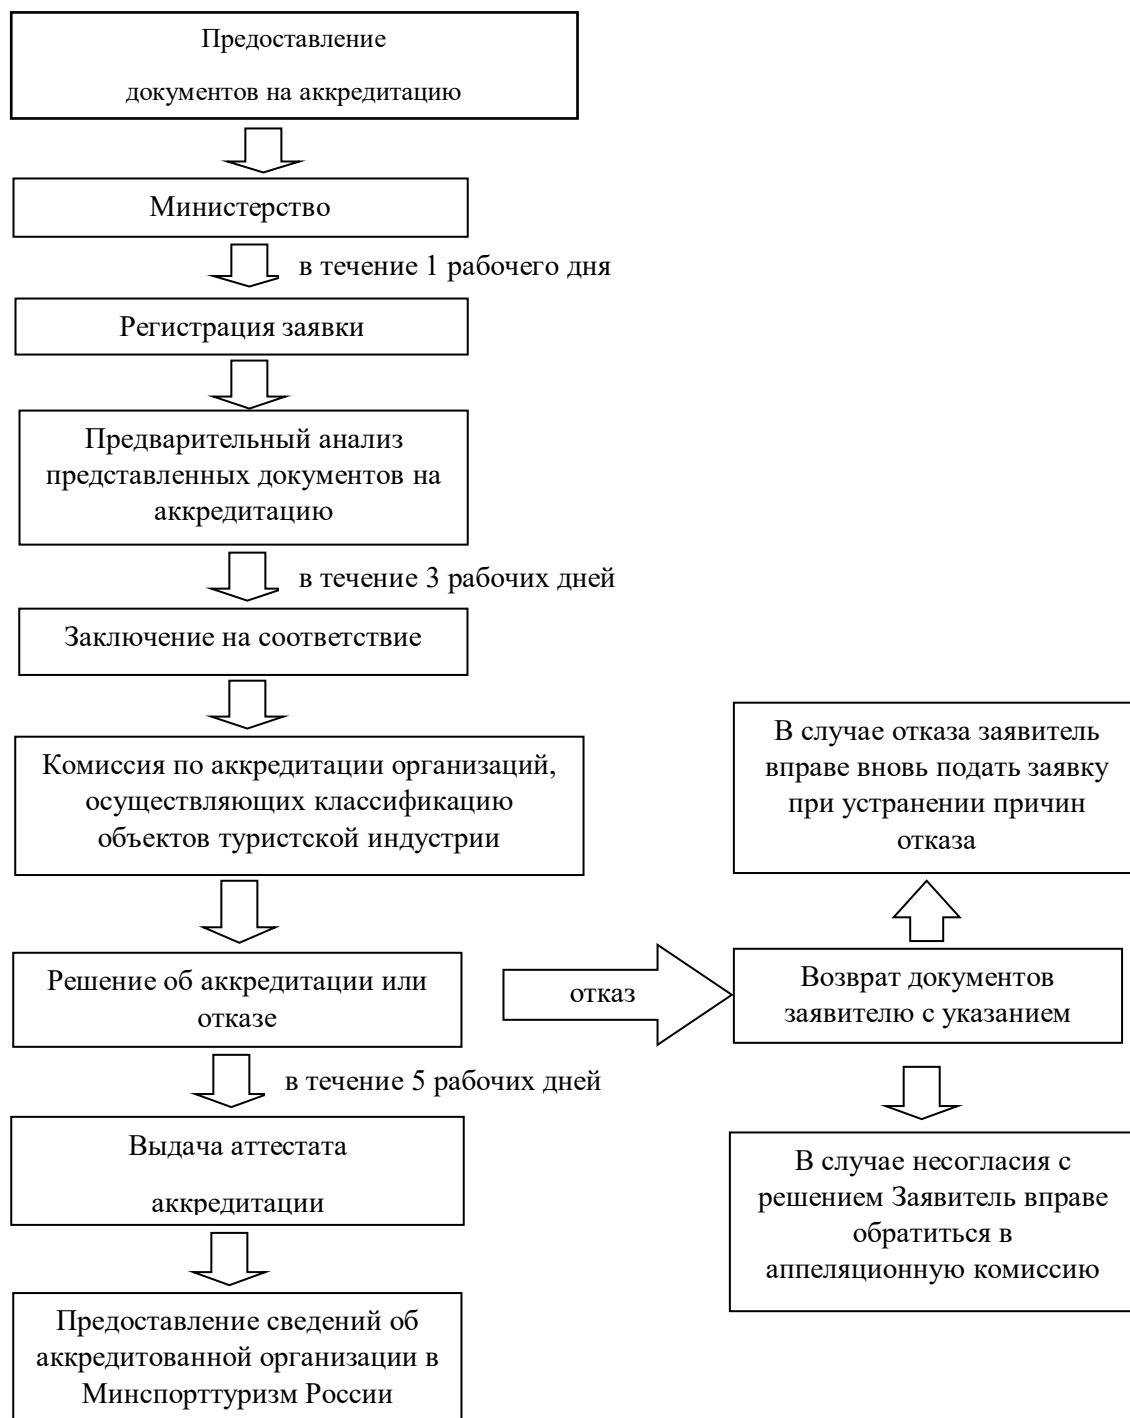 Предоставление
документов на аккредитацию
Министерство
в течение 1 рабочего дня
Регистрация заявки
Предварительный анализ
представленных документов на
аккредитацию
в течение 3 рабочих дней
Заключение на соответствие
Комиссия по аккредитации организаций,
осуществляющих классификацию
объектов туристской индустрии
Решение об аккредитации или
отказе
отказ
Возврат документов
заявителю с указанием
В случае отказа заявитель
вправе вновь подать заявку
при устранении причин
отказа
В случае несогласия с
решением Заявитель вправе
обратиться в
аппеляционную комиссию
в течение 5 рабочих дней
Выдача аттестата
аккредитации
Предоставление сведений об
аккредитованной организации в
Минспорттуризм России